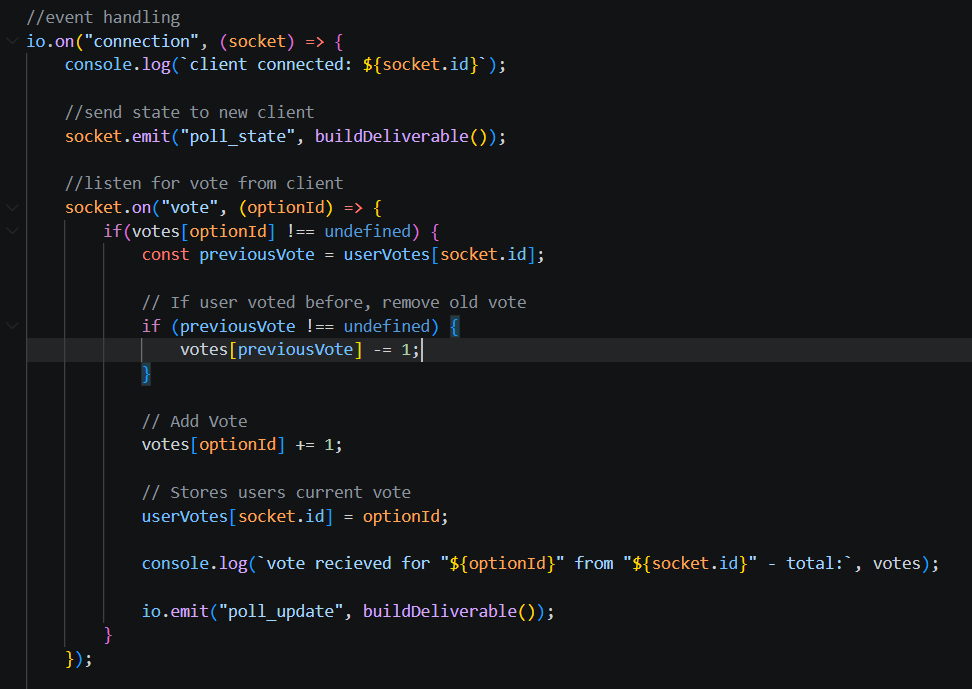 //event handling
io.on("connection", (socket) => {
console.log(`client connected: ${socket.id}`);
//send state to new client
socket.emit("poll_state", buildDeliverable());
//listen for vote from client
socket.on("vote", (optionId) => {
if(votes[optionId] !== undefined) {
const previousVote = userVotes[socket.id];
// If user voted before, remove old vote
if (previousVote !== undefined) {
votes[previousVote] -= 1;
}
// Add Vote
votes[optionId] += 1;
// Stores users current vote
userVotes[socket.id] = optionId;
console.log(`vote recieved for "${optionId}" from "${socket.id}" - total:`, votes);
io.emit("poll_update", buildDeliverable());
}
});